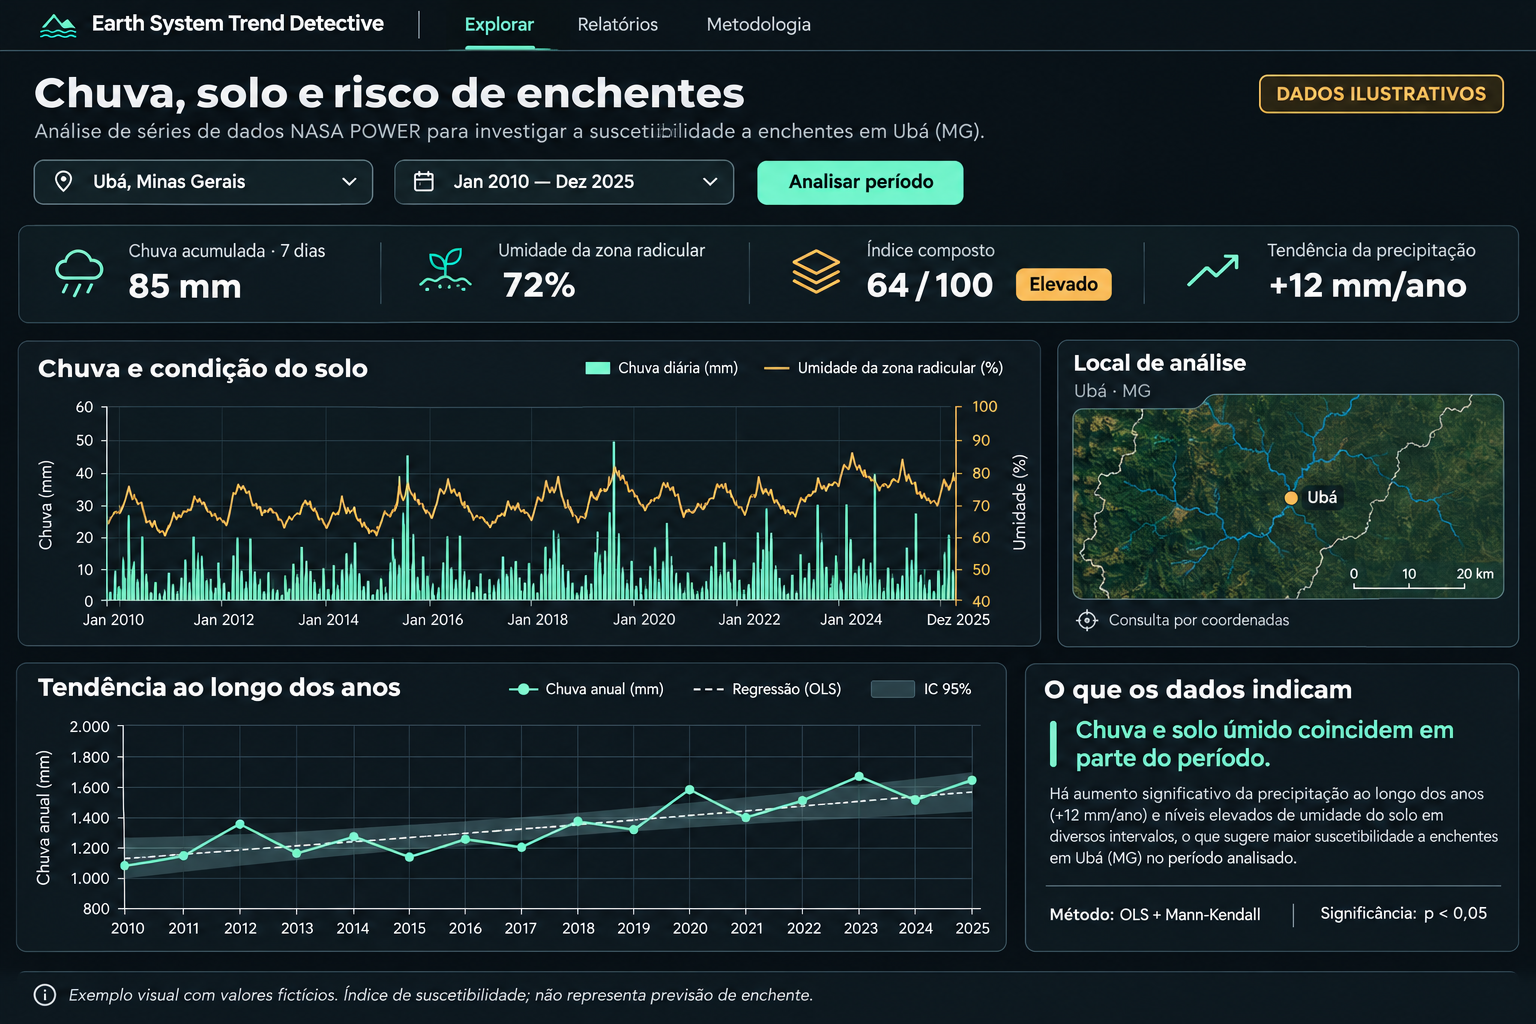 Earth System Trend Detective
Explorar
Relatórios
Metodologia
Chuva, solo e risco de enchentes
DADOS ILUSTRATIVOS
Análise de séries de dados NASA POWER para investigar a suscetibilidade a enchentes em Ubá (MG).
Ubá, Minas Gerais
Jan 2010 — Dez 2025
Analisar período
Chuva acumulada · 7 dias
85 mm
Umidade da zona radicular
72%
Índice composto
64 / 100
Elevado
Tendência da precipitação
+12 mm/ano
Chuva e condição do solo
Chuva diária (mm)
Umidade da zona radicular (%)
Chuva (mm)
60
50
40
30
20
10
0
100
90
80
70
60
50
40
Umidade (%)
Jan 2010
Jan 2012
Jan 2014
Jan 2016
Jan 2018
Jan 2020
Jan 2022
Jan 2024
Dez 2025
Local de análise
Ubá · MG
Ubá
0
10
20 km
Consulta por coordenadas
Tendência ao longo dos anos
Chuva anual (mm)
Regressão (OLS)
IC 95%
Chuva anual (mm)
2.000
1.800
1.600
1.400
1.200
1.000
800
2010
2011
2012
2013
2014
2015
2016
2017
2018
2019
2020
2021
2022
2023
2024
2025
O que os dados indicam
Chuva e solo úmido coincidem em
parte do período.
Há aumento significativo da precipitação ao longo dos anos
(+12 mm/ano) e níveis elevados de umidade do solo em
diversos intervalos, o que sugere maior suscetibilidade a enchentes
em Ubá (MG) no período analisado.
Método: OLS + Mann-Kendall
Significância: p < 0,05
Exemplo visual com valores fictícios. Índice de suscetibilidade; não representa previsão de enchente.